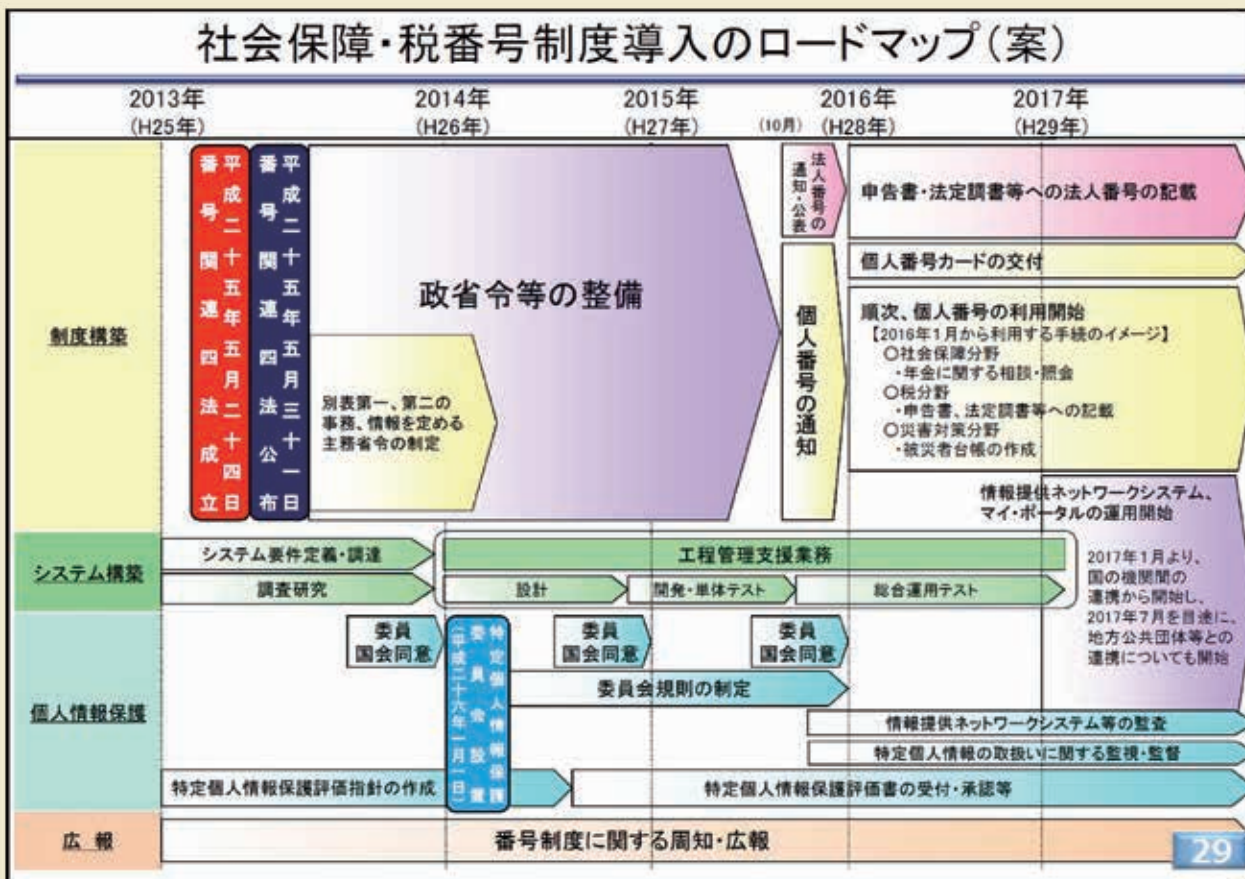 社会保障・税番号制度導入のロードマップ(案)
2013年
(H25年)
2014年
(H26年)
2015年
(H27年)
(10月)
2016年
(H28年)
2017年
(H29年)
制度構築
平成二十五年五月二十四日
番号関連四法成立
平成二十五年五月三十一日
番号関連四法公布
政省令等の整備
別表第一、第二の
事務、情報を定める
主務省令の制定
法人番号の
通知・公表
個人番号の通知
申告書・法定調書等への法人番号の記載
個人番号カードの交付
順次、個人番号の利用開始
【2016年1月から利用する手続のイメージ】
○社会保障分野
・年金に関する相談・照会
○税分野
・申告書、法定調書等への記載
○災害対策分野
・被災者台帳の作成
情報提供ネットワークシステム、
マイ・ポータルの運用開始
2017年1月より、
国の機関間の
連携から開始し、
2017年7月を目途に、
地方公共団体等との
連携についても開始
システム構築
システム要件定義・調達
工程管理支援業務
調査研究
設計
開発・単体テスト
総合運用テスト
個人情報保護
委員
国会同意
特定個人情報保護
委員会設置
(平成二十六年一月一日)
委員
国会同意
委員
国会同意
委員会規則の制定
情報提供ネットワークシステム等の監査
特定個人情報の取扱いに関する監視・監督
特定個人情報保護評価指針の作成
特定個人情報保護評価書の受付・承認等
広 報
番号制度に関する周知・広報
29